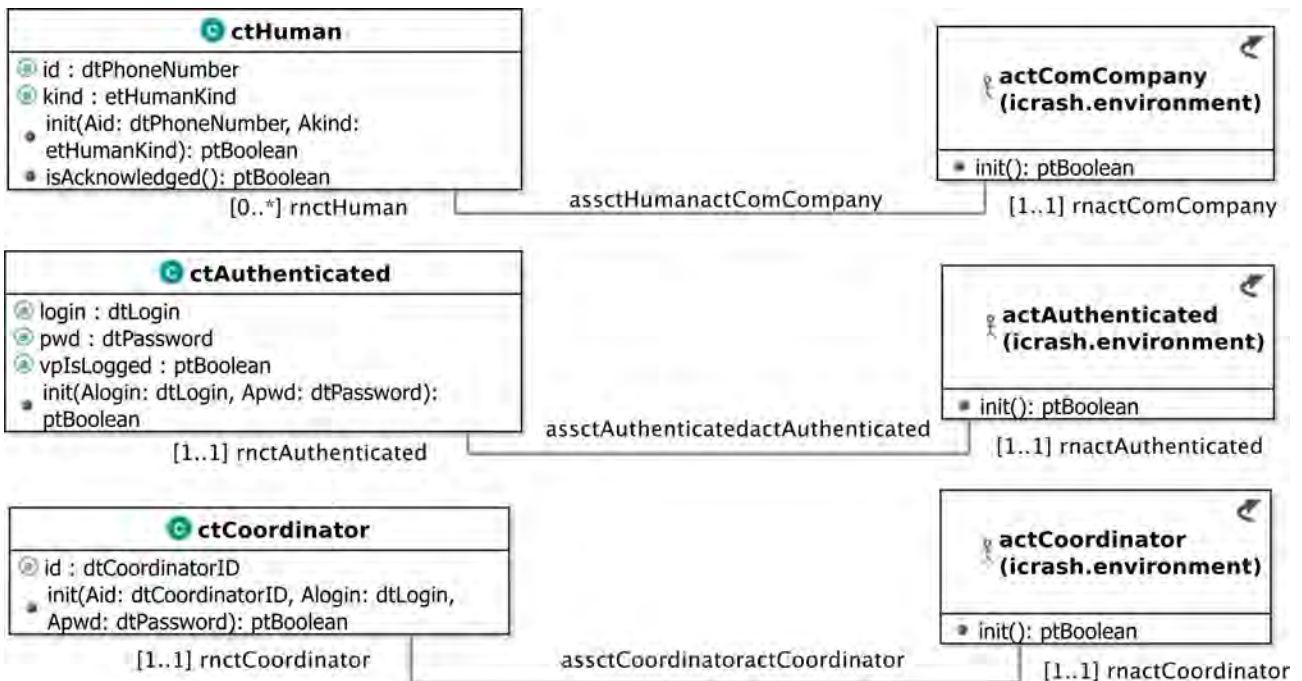 ctHuman
id : dtPhoneNumber
kind : etHumanKind
init(Aid: dtPhoneNumber, Akind:
etHumanKind): ptBoolean
isAcknowledged(): ptBoolean
[0..*] rnctHuman
assctHumanactComCompany
actComCompany
(icrash.environment)
init(): ptBoolean
[1..1] rnactComCompany
ctAuthenticated
login : dtLogin
pwd : dtPassword
vpIsLogged : ptBoolean
init(Alogin: dtLogin, Apwd: dtPassword):
ptBoolean
[1..1] rnctAuthenticated
assctAuthenticatedactAuthenticated
actAuthenticated
(icrash.environment)
init(): ptBoolean
[1..1] rnactAuthenticated
ctCoordinator
id : dtCoordinatorID
init(Aid: dtCoordinatorID, Alogin: dtLogin,
Apwd: dtPassword): ptBoolean
[1..1] rnctCoordinator
assctCoordinatoractCoordinator
actCoordinator
(icrash.environment)
init(): ptBoolean
[1..1] rnactCoordinator